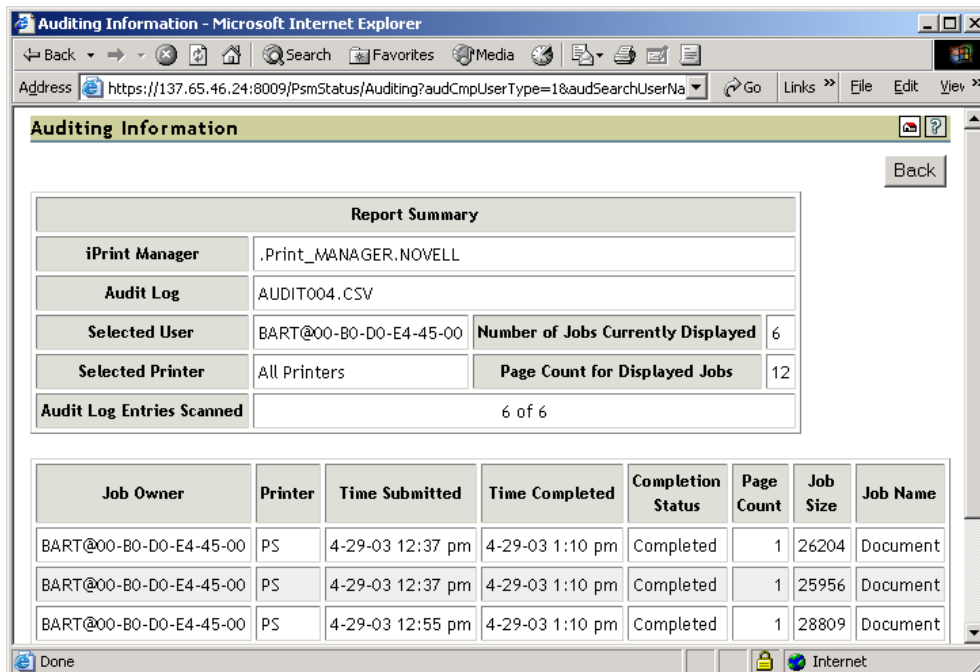 Auditing Information - Microsoft Internet Explorer
Back Search Favorites Media
Address https://137.65.46.24:8009/PsmStatus/Auditing?audCmpUserType=1&audSearchUserNa Go Links » File Edit View »
Auditing Information
Back
Report Summary
iPrint Manager .Print_MANAGER.NOVELL
Audit Log AUDIT004.CSV
Selected User BART@00-B0-D0-E4-45-00 Number of Jobs Currently Displayed 6
Selected Printer All Printers Page Count for Displayed Jobs 12
Audit Log Entries Scanned 6 of 6
Job Owner Printer Time Submitted Time Completed Completion Status Page Count Job Size Job Name
BART@00-B0-D0-E4-45-00 PS 4-29-03 12:37 pm 4-29-03 1:10 pm Completed 1 26204 Document
BART@00-B0-D0-E4-45-00 PS 4-29-03 12:37 pm 4-29-03 1:10 pm Completed 1 25956 Document
BART@00-B0-D0-E4-45-00 PS 4-29-03 12:55 pm 4-29-03 1:10 pm Completed 1 28809 Document
Done Internet